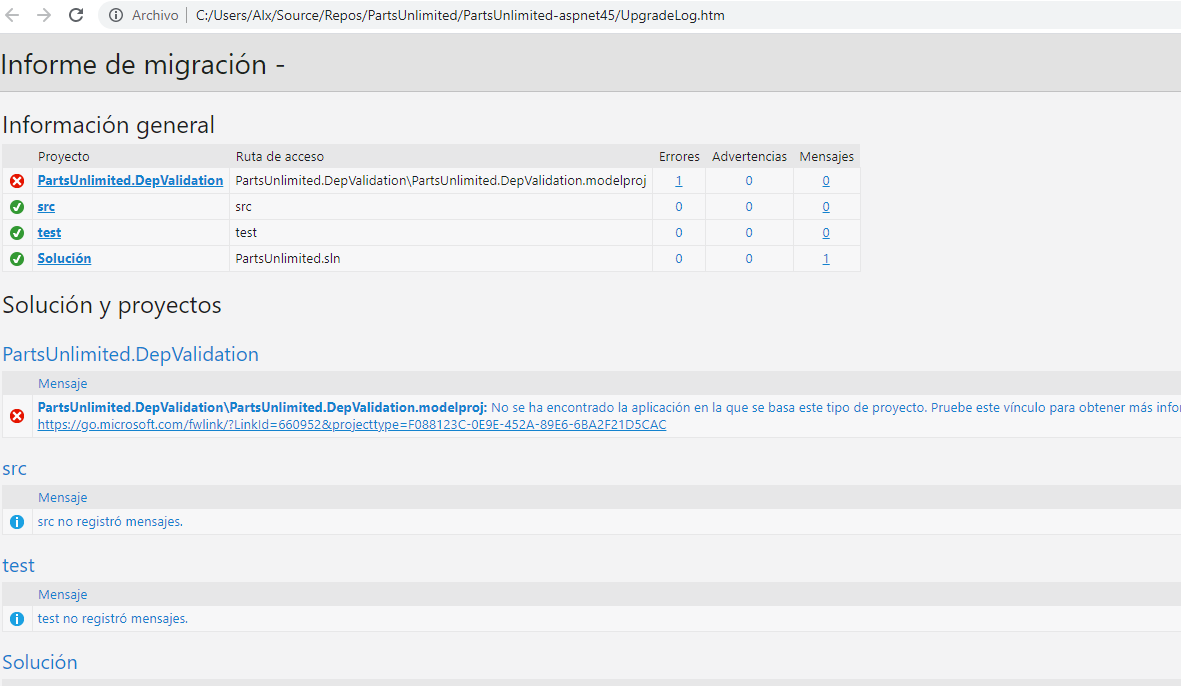 Archivo C:/Users/Alx/Source/Repos/PartsUnlimited/PartsUnlimited-aspnet45/UpgradeLog.htm
Informe de migración -
Información general
Proyecto Ruta de acceso Errores Advertencias Mensajes
PartsUnlimited.DepValidation PartsUnlimited.DepValidation\PartsUnlimited.DepValidation.modelproj 1 0 0
src src 0 0 0
test test 0 0 0
Solución PartsUnlimited.sln 0 0 1
Solución y proyectos
PartsUnlimited.DepValidation
Mensaje
PartsUnlimited.DepValidation\PartsUnlimited.DepValidation.modelproj: No se ha encontrado la aplicación en la que se basa este tipo de proyecto. Pruebe este vínculo para obtener más infor
https://go.microsoft.com/fwlink/?LinkId=660952&projecttype=F088123C-0E9E-452A-89E6-6BA2F21D5CAC
src
Mensaje
src no registró mensajes.
test
Mensaje
test no registró mensajes.
Solución